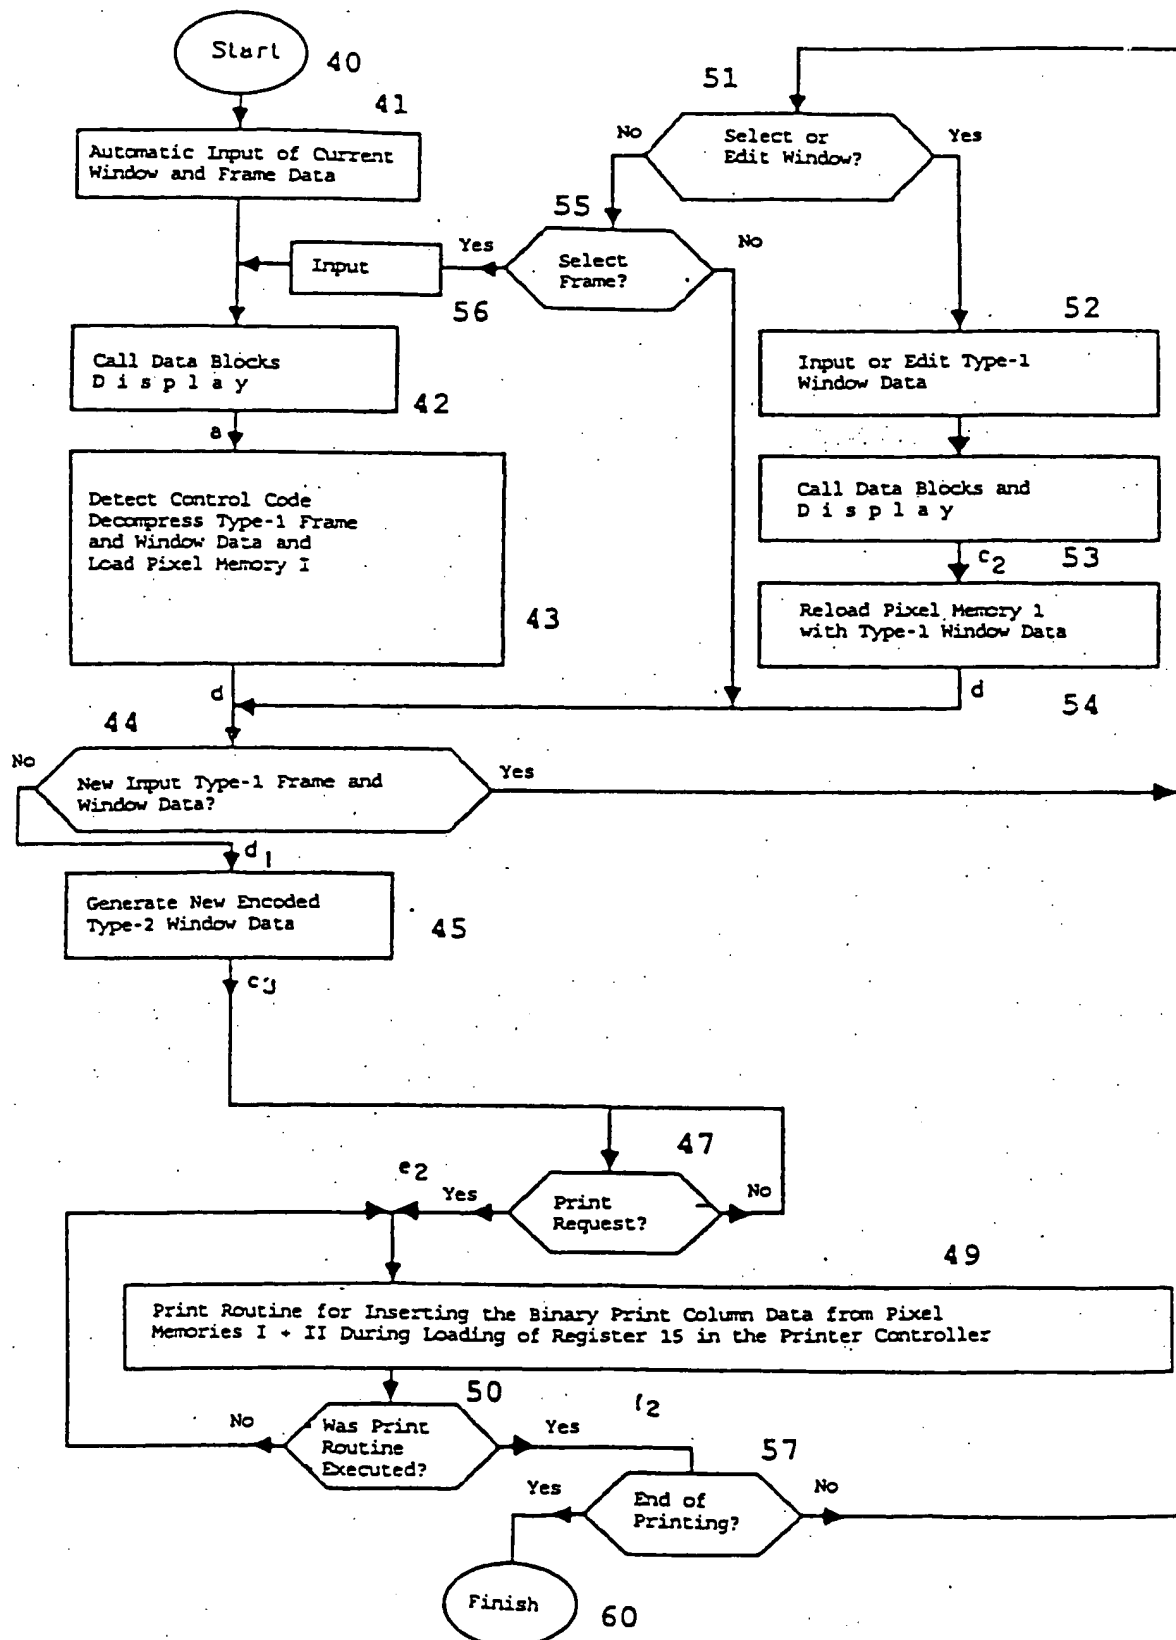 Start
40
41
Automatic Input of Current
Window and Frame Data
51
Select or
Edit Window?
No
Yes
55
Select
Frame?
Yes
No
Input
56
Call Data Blocks
D i s p l a y
42
a
52
Input or Edit Type-1
Window Data
Detect Control Code
Decompress Type-1 Frame
and Window Data and
Load Pixel Memory I
43
Call Data Blocks and
D i s p l a y
53
c2
Reload Pixel Memory 1
with Type-1 Window Data
54
d
d
44
No
New Input Type-1 Frame and
Window Data?
Yes
d1
Generate New Encoded
Type-2 Window Data
45
c3
47
e2
Yes
Print
Request?
No
49
Print Routine for Inserting the Binary Print Column Data from Pixel
Memories I + II During Loading of Register 15 in the Printer Controller
50
f2
No
Was Print
Routine
Executed?
Yes
57
Yes
End of
Printing?
No
Finish
60